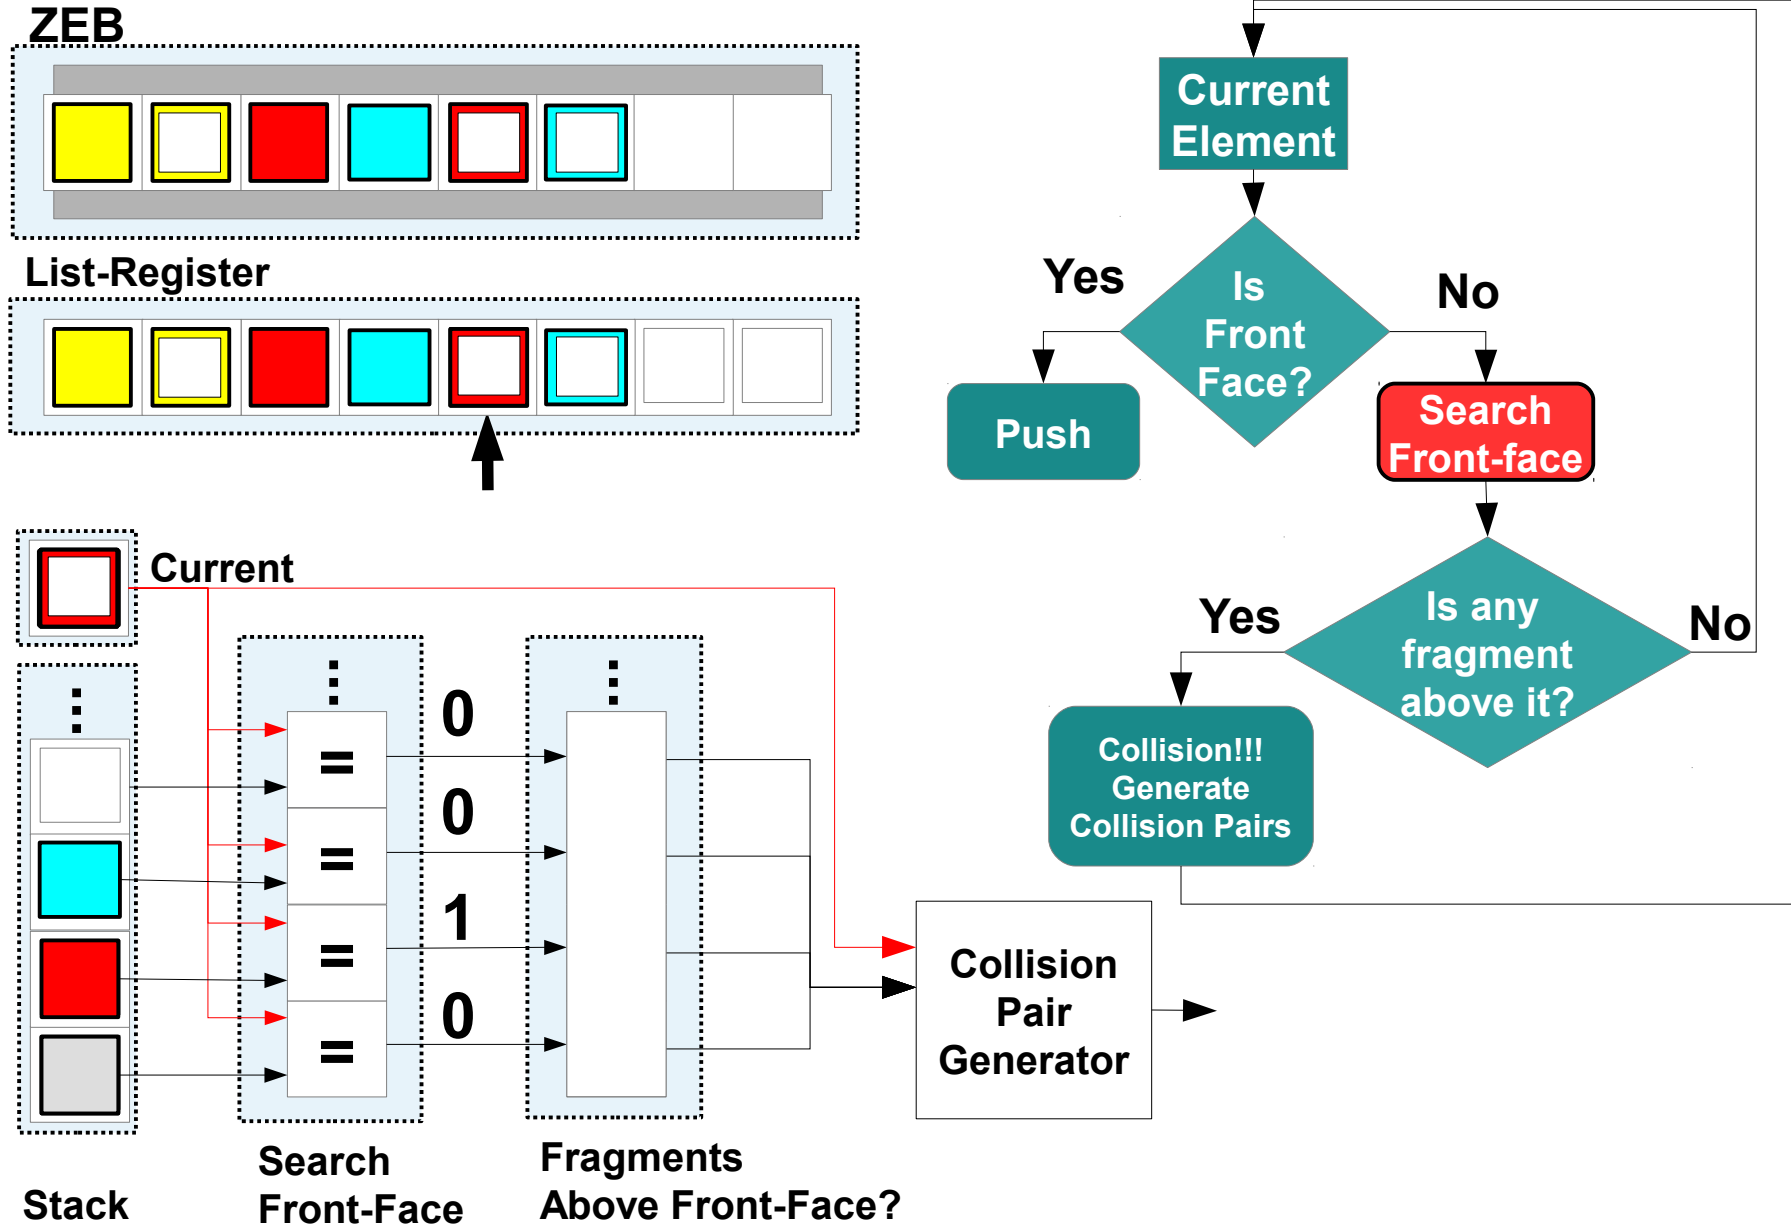 ZEB
List-Register
Current
=
=
=
=
0
0
1
0
Stack
Search
Front-Face
Fragments
Above Front-Face?
Collision
Pair
Generator
Current
Element
Is
Front
Face?
Yes
No
Push
Search
Front-face
Is any
fragment
above it?
Yes
No
Collision!!!
Generate
Collision Pairs